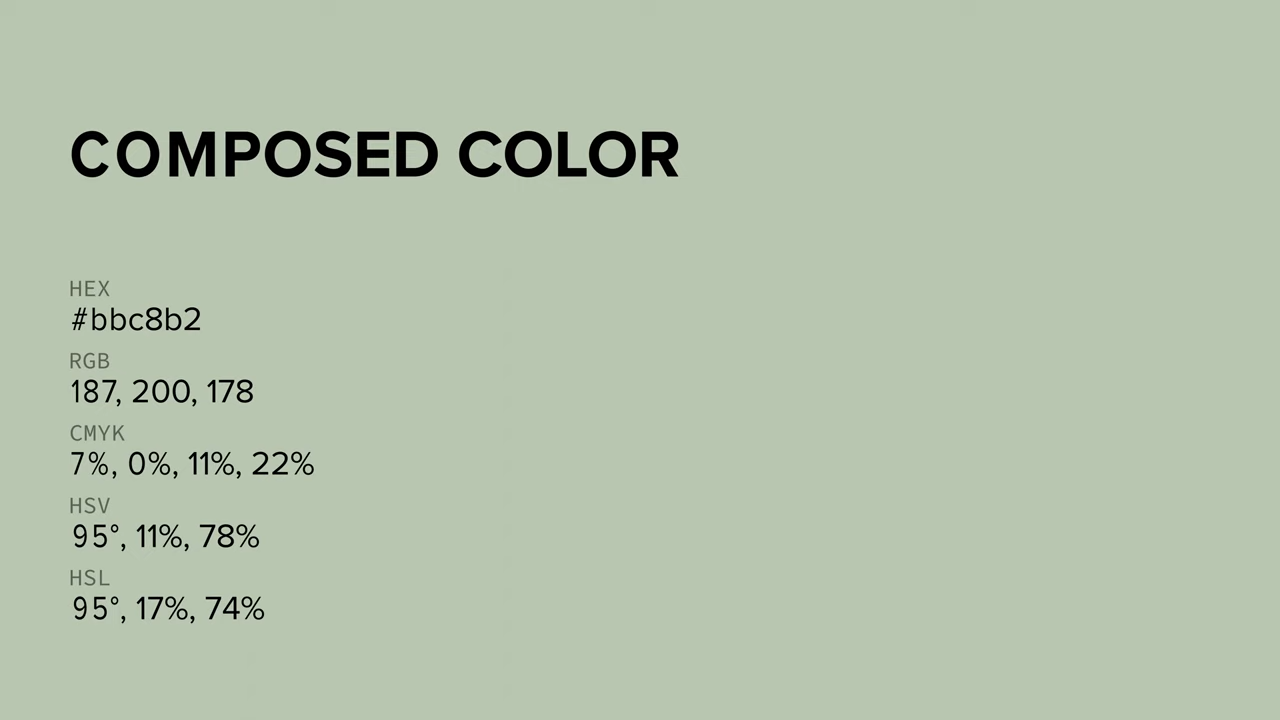 COMPOSED COLOR
HEX
#bbc8b2
RGB
187, 200, 178
CMYK
7%, 0%, 11%, 22%
HSV
95°, 11%, 78%
HSL
95°, 17%, 74%